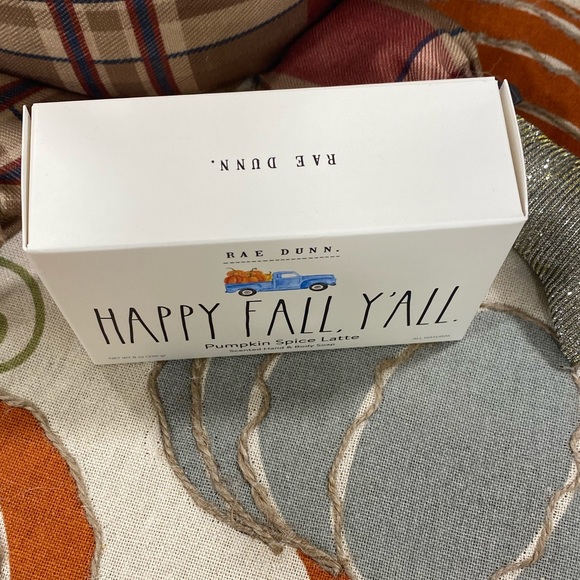 RAE DUNN.
RAE DUNN.
HAPPY FALL, Y'ALL.
Pumpkin Spice Latte
Scented Hand & Body Soap